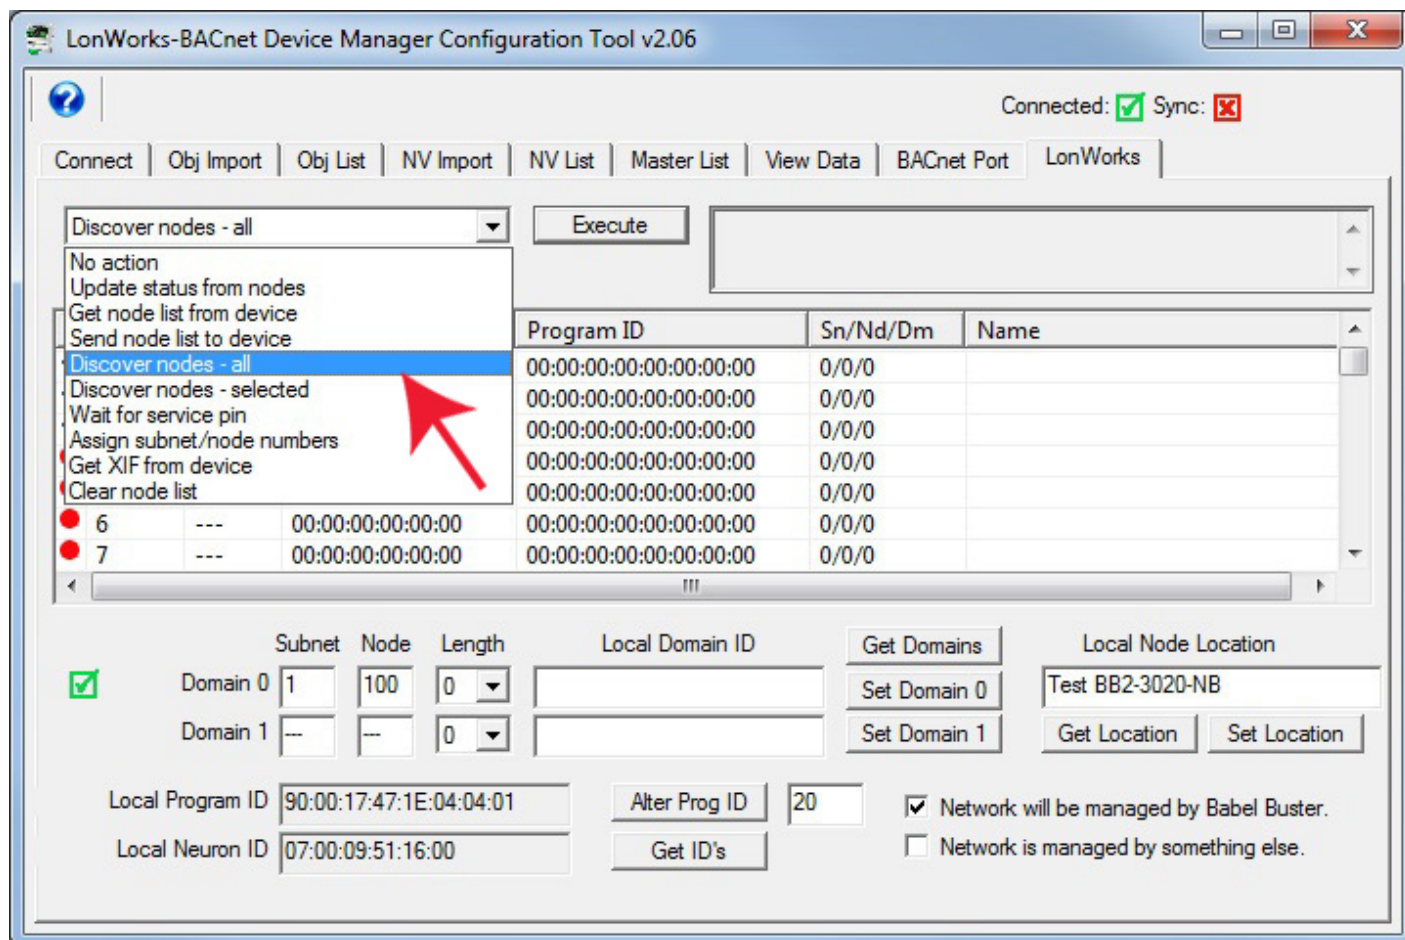 LonWorks-BACnet Device Manager Configuration Tool v2.06
Connected: Sync:
Connect Obj Import Obj List NV Import NV List Master List View Data BACnet Port LonWorks
Discover nodes - all Execute
No action
Update status from nodes
Get node list from device
Send node list to device
Discover nodes - all
Discover nodes - selected
Wait for service pin
Assign subnet/node numbers
Get XIF from device
Clear node list
Program ID Sn/Nd/Dm Name
00:00:00:00:00:00:00:00 0/0/0
00:00:00:00:00:00:00:00 0/0/0
00:00:00:00:00:00:00:00 0/0/0
00:00:00:00:00:00:00:00 0/0/0
00:00:00:00:00:00:00:00 0/0/0
6 --- 00:00:00:00:00:00 00:00:00:00:00:00:00:00 0/0/0
7 --- 00:00:00:00:00:00 00:00:00:00:00:00:00:00 0/0/0
Subnet Node Length Local Domain ID Get Domains Local Node Location
Domain 0 1 100 0 Set Domain 0 Test BB2-3020-NB
Domain 1 --- --- 0 Set Domain 1 Get Location Set Location
Local Program ID 90:00:17:47:1E:04:04:01 Alter Prog ID 20 Network will be managed by Babel Buster.
Local Neuron ID 07:00:09:51:16:00 Get ID's Network is managed by something else.